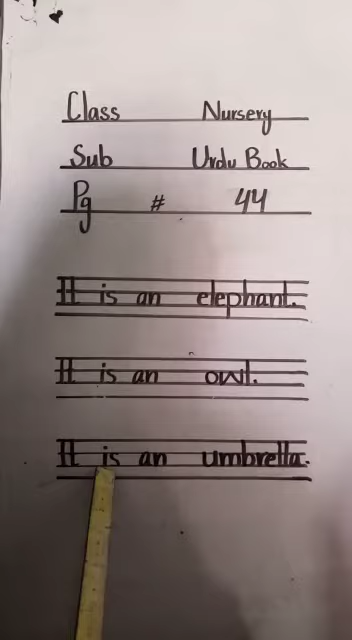 Class Nursery
Sub Urdu Book
Pg # 44
It is an elephant.
It is an owl.
It is an umbrella.